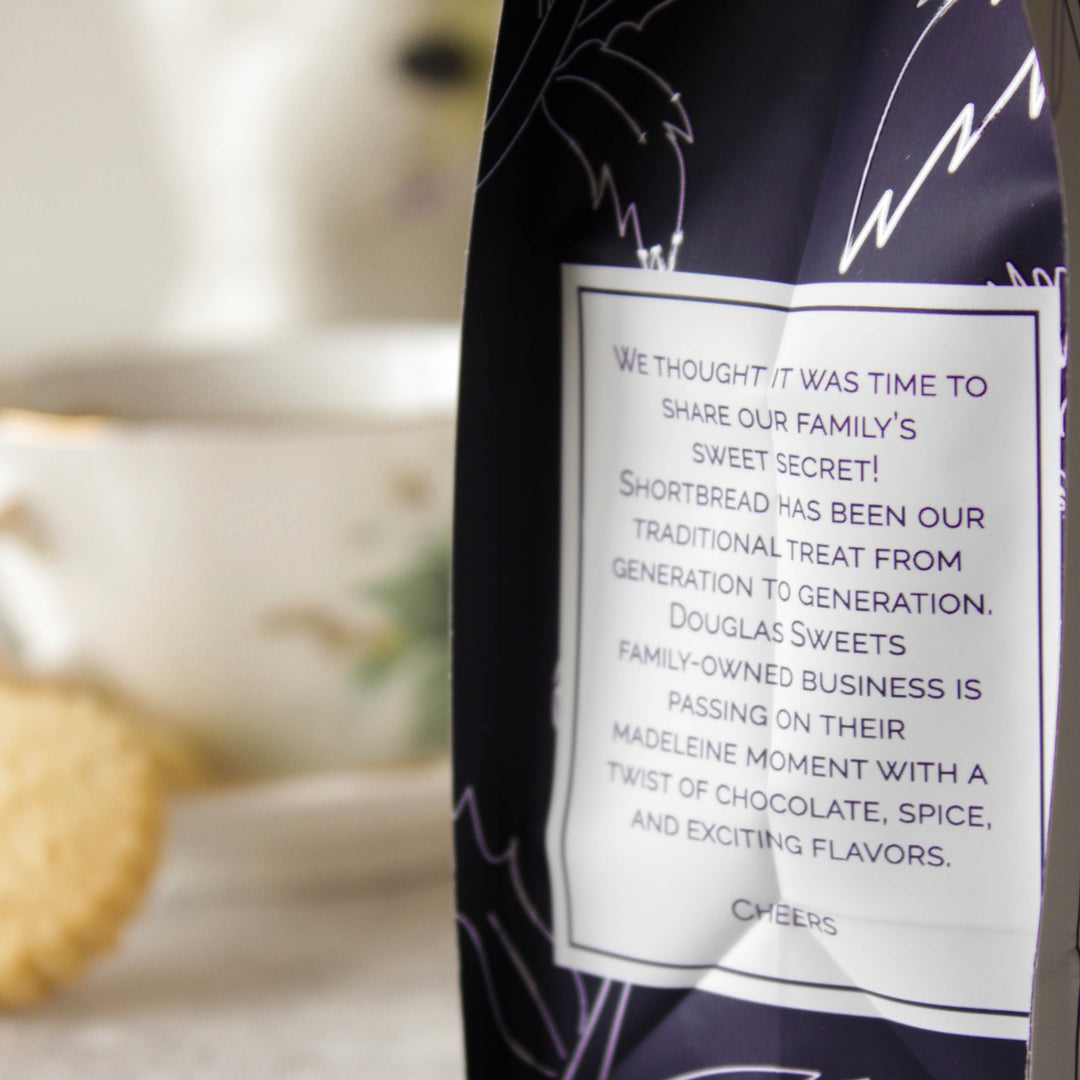 We thought it was time to
share our family's
sweet secret!
Shortbread has been our
traditional treat from
generation to generation.
Douglas Sweets
family-owned business is
passing on their
madeleine moment with a
twist of chocolate, spice,
and exciting flavors.
Cheers